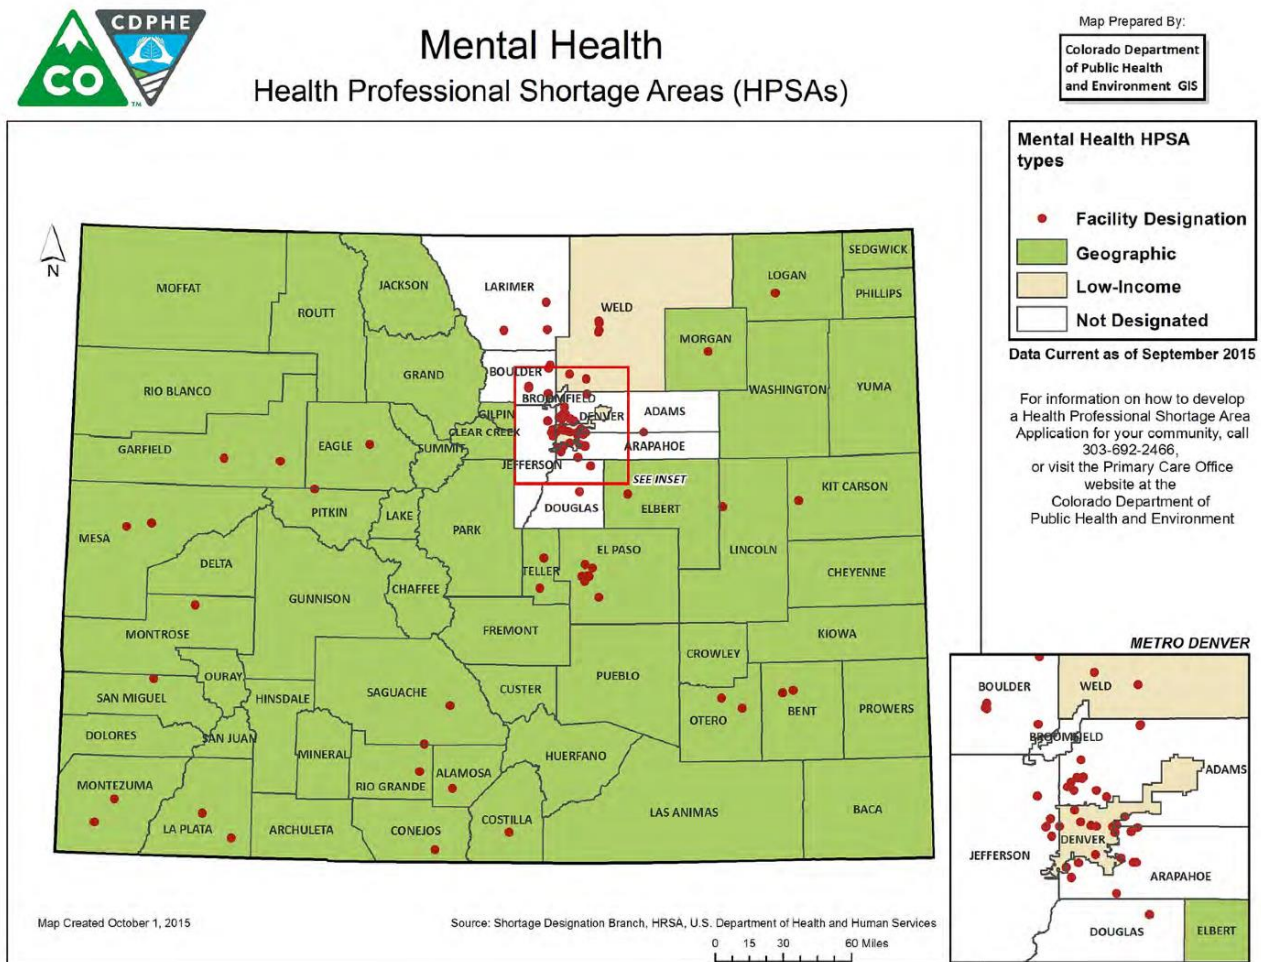 CDPHE
CO
TM
Mental Health
Health Professional Shortage Areas (HPSAs)
Map Prepared By:
Colorado Department
of Public Health
and Environment GIS
Mental Health HPSA
types
Facility Designation
Geographic
Low-Income
Not Designated
Data Current as of September 2015
For information on how to develop
a Health Professional Shortage Area
Application for your community, call
303-692-2466,
or visit the Primary Care Office
website at the
Colorado Department of
Public Health and Environment
N
MOFFAT
ROUTT
JACKSON
LARIMER
WELD
LOGAN
SEDGWICK
PHILLIPS
MORGAN
WASHINGTON
YUMA
RIO BLANCO
GRAND
BOULDER
BROOMFIELD
GILPIN
DENVER
ADAMS
CLEAR CREEK
ARAPAHOE
GARFIELD
EAGLE
SUMMIT
JEFFERSON
SEE INSET
DOUGLAS
ELBERT
KIT CARSON
PITKIN
LAKE
PARK
MESA
DELTA
GUNNISON
CHAFFEE
TELLER
EL PASO
LINCOLN
CHEYENNE
MONTROSE
FREMONT
KIOWA
CROWLEY
OURAY
SAN MIGUEL
HINSDALE
SAGUACHE
CUSTER
PUEBLO
OTERO
BENT
PROWERS
DOLORES
SAN JUAN
MINERAL
HUERFANO
MONTEZUMA
RIO GRANDE
ALAMOSA
LA PLATA
ARCHULETA
CONEJOS
COSTILLA
LAS ANIMAS
BACA
METRO DENVER
BOULDER
WELD
BROOMFIELD
ADAMS
JEFFERSON
DENVER
ARAPAHOE
DOUGLAS
ELBERT
Map Created October 1, 2015
Source: Shortage Designation Branch, HRSA, U.S. Department of Health and Human Services
0 15 30 60 Miles